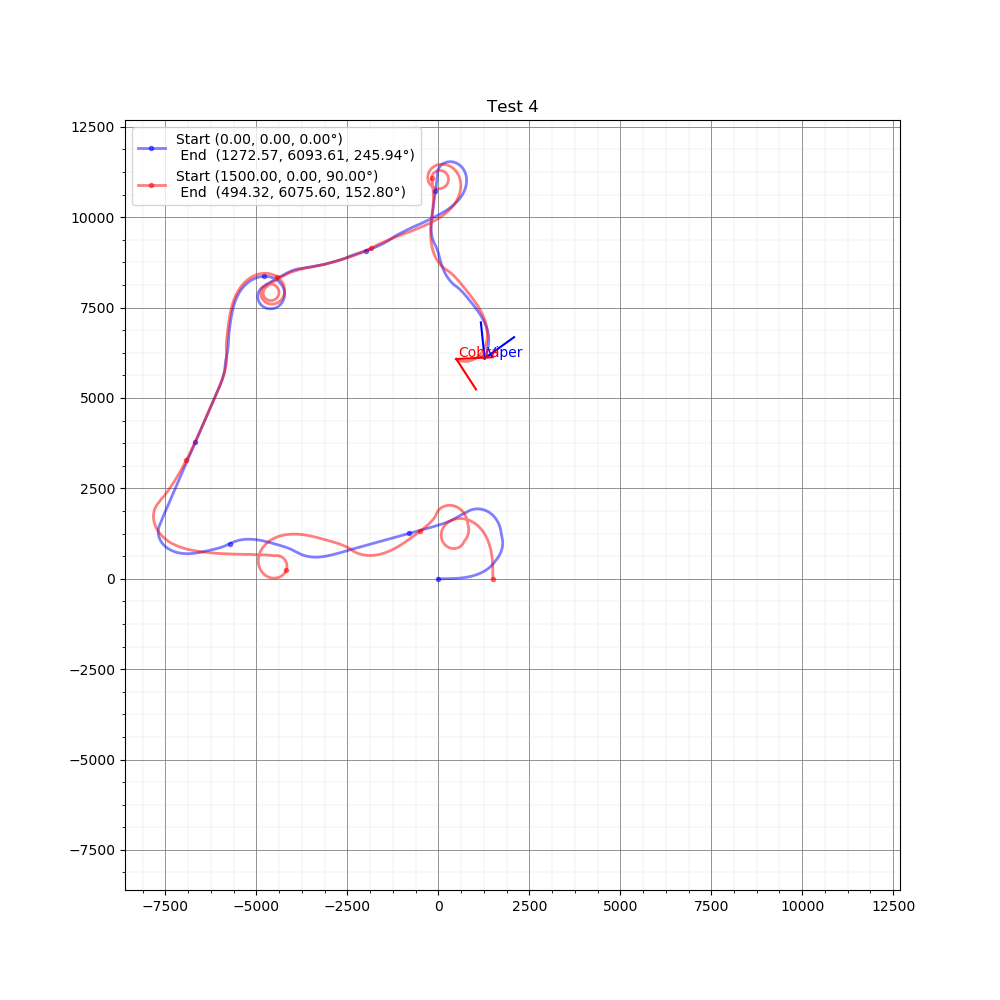 Test 4
Start (0.00, 0.00, 0.00°)
End (1272.57, 6093.61, 245.94°)
Start (1500.00, 0.00, 90.00°)
End (494.32, 6075.60, 152.80°)
12500
10000
7500
5000
2500
0
−2500
−5000
−7500
−7500 −5000 −2500 0 2500 5000 7500 10000 12500